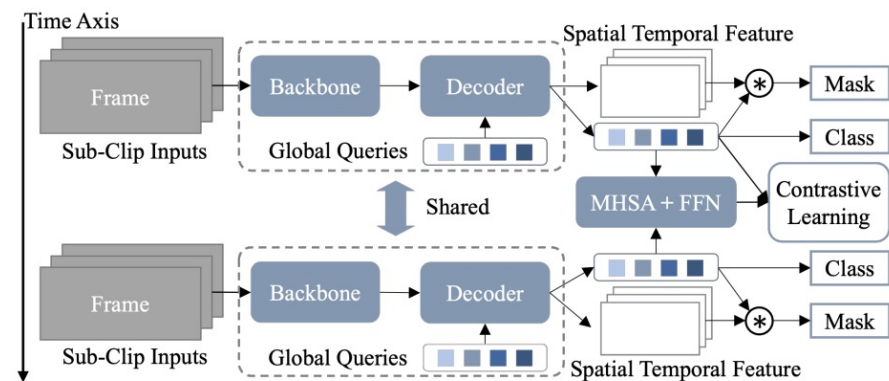 Time Axis
Spatial Temporal Feature
Frame
Backbone
Decoder
Mask
Sub-Clip Inputs
Global Queries
Class
Shared
MHSA + FFN
Contrastive
Learning
Frame
Backbone
Decoder
Class
Mask
Sub-Clip Inputs
Global Queries
Spatial Temporal Feature